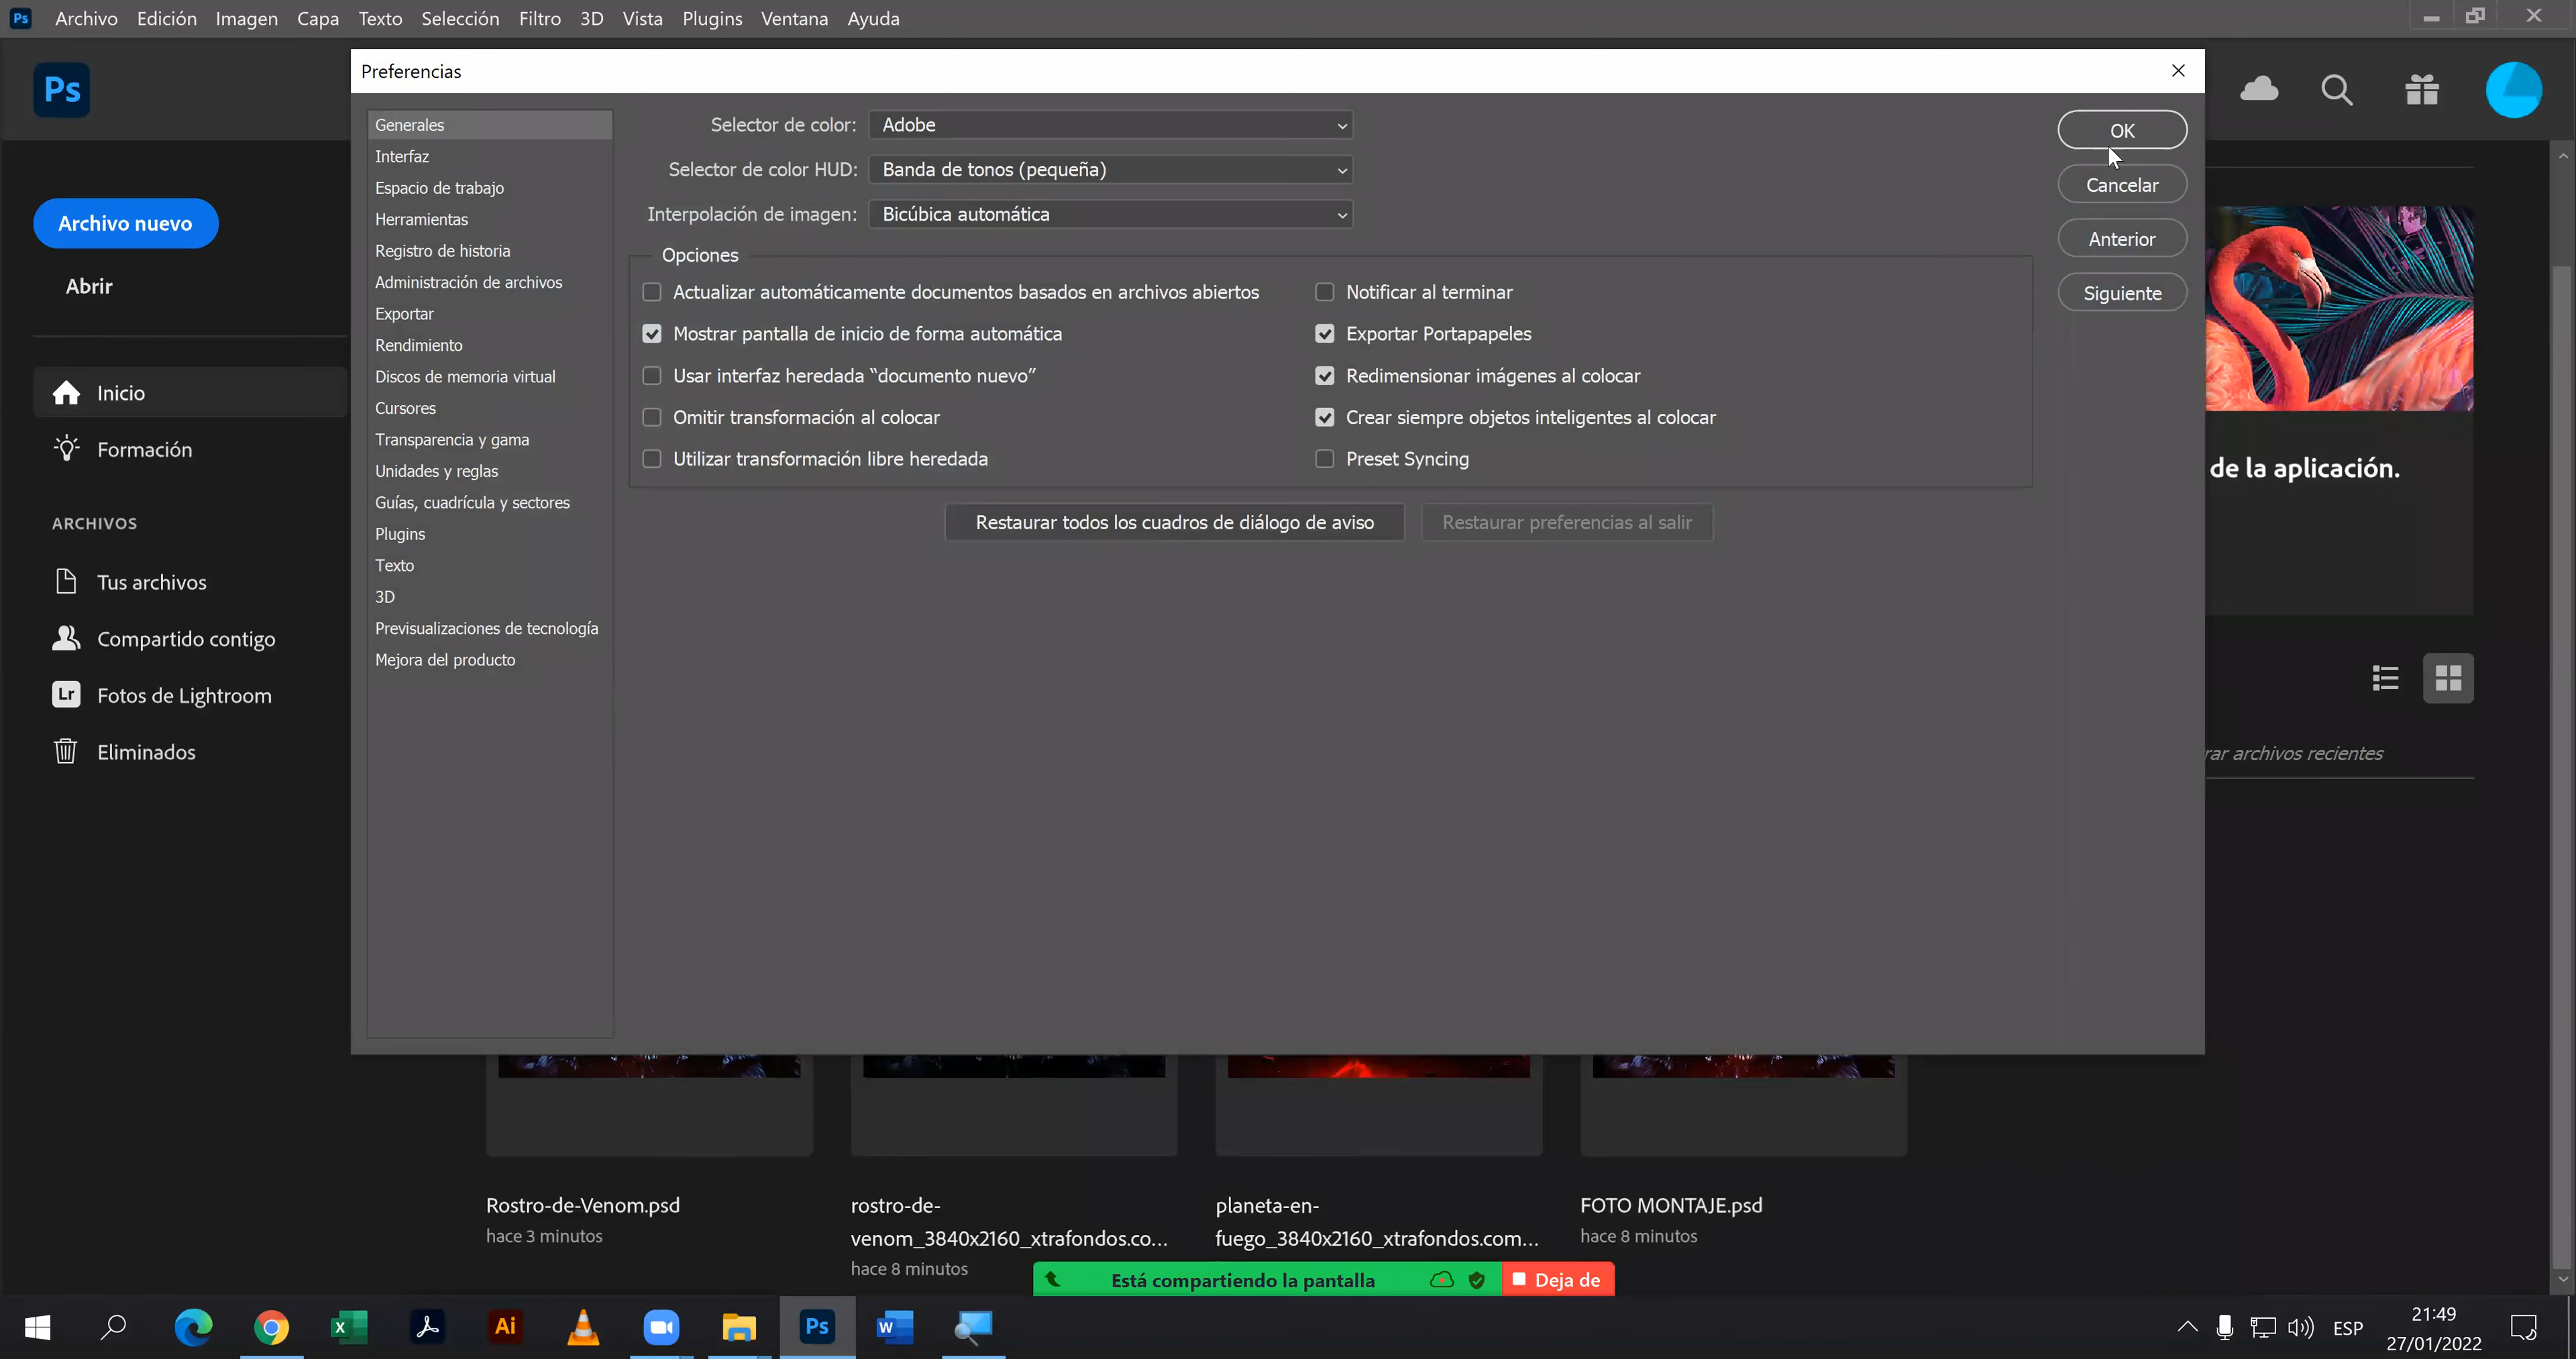 Ps Archivo Edición Imagen Capa Texto Selección Filtro 3D Vista Plugins Ventana Ayuda
Preferencias
Ps
Archivo nuevo
Abrir
Inicio
Formación
ARCHIVOS
Tus archivos
Compartido contigo
Lr Fotos de Lightroom
Eliminados
Generales
Interfaz
Espacio de trabajo
Herramientas
Registro de historia
Administración de archivos
Exportar
Rendimiento
Discos de memoria virtual
Cursores
Transparencia y gama
Unidades y reglas
Guías, cuadrícula y sectores
Plugins
Texto
3D
Previsualizaciones de tecnología
Mejora del producto
Selector de color: Adobe
Selector de color HUD: Banda de tonos (pequeña)
Interpolación de imagen: Bicúbica automática
Opciones
Actualizar automáticamente documentos basados en archivos abiertos
Mostrar pantalla de inicio de forma automática
Usar interfaz heredada “documento nuevo”
Omitir transformación al colocar
Utilizar transformación libre heredada
Notificar al terminar
Exportar Portapapeles
Redimensionar imágenes al colocar
Crear siempre objetos inteligentes al colocar
Preset Syncing
Restaurar todos los cuadros de diálogo de aviso
Restaurar preferencias al salir
OK
Cancelar
Anterior
Siguiente
de la aplicación.
rar archivos recientes
Rostro-de-Venom.psd
hace 3 minutos
rostro-de-
venom_3840x2160_xtrafondos.co...
hace 8 minutos
planeta-en-
fuego_3840x2160_xtrafondos.com...
FOTO MONTAJE.psd
hace 8 minutos
Está compartiendo la pantalla
Deja de
X
Ai
Ps
W
ESP
21:49
27/01/2022